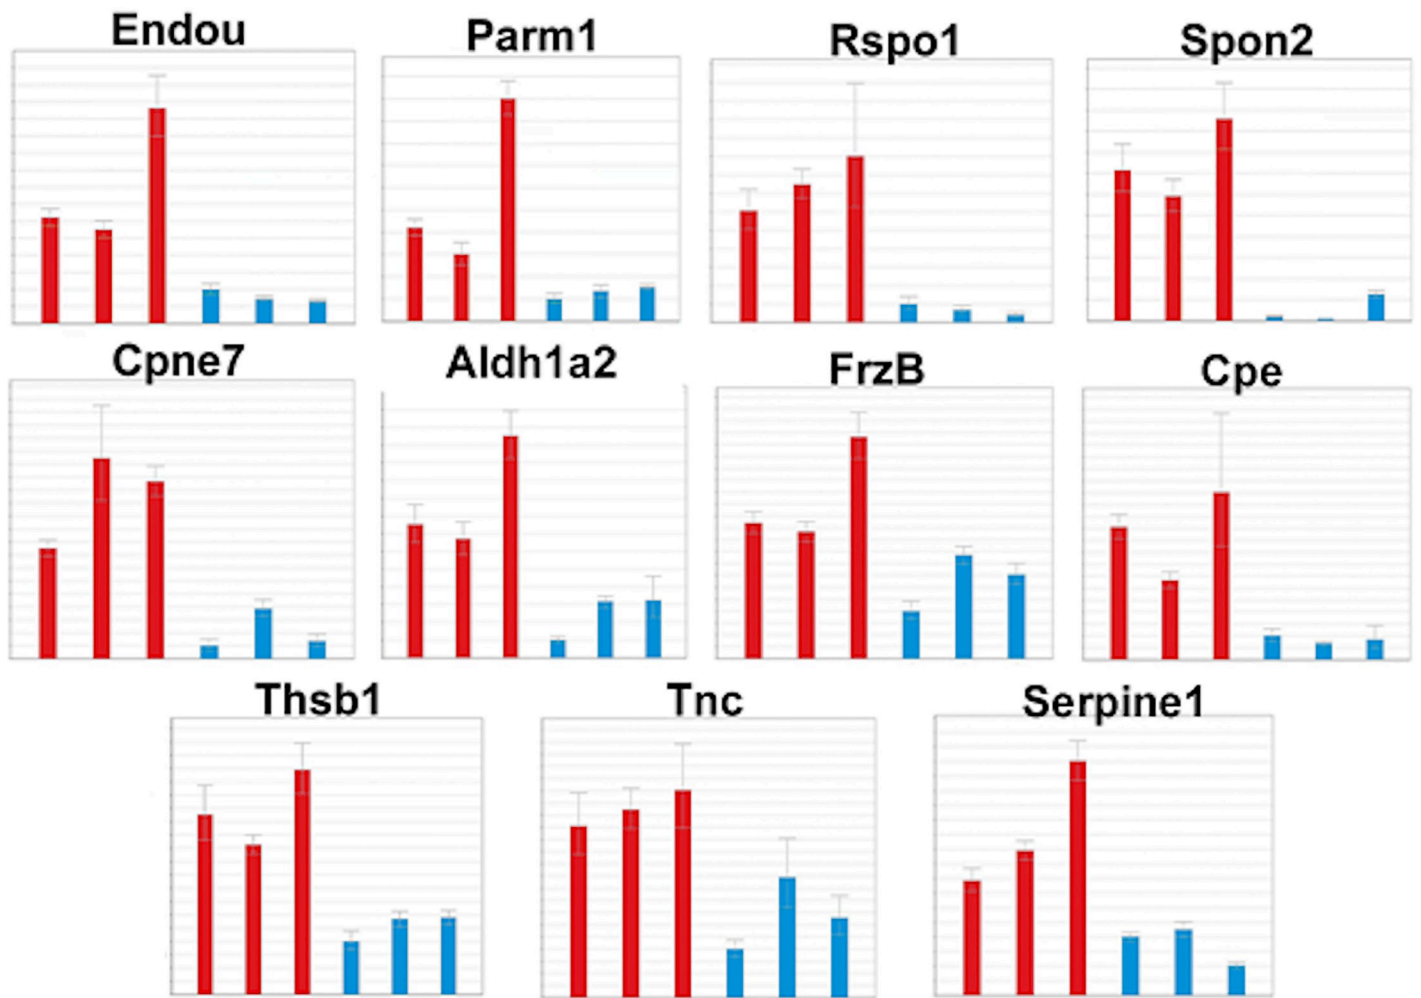 Endou
Parm1
Rspo1
Spon2
Cpne7
Aldh1a2
FrzB
Cpe
Thsb1
Tnc
Serpine1